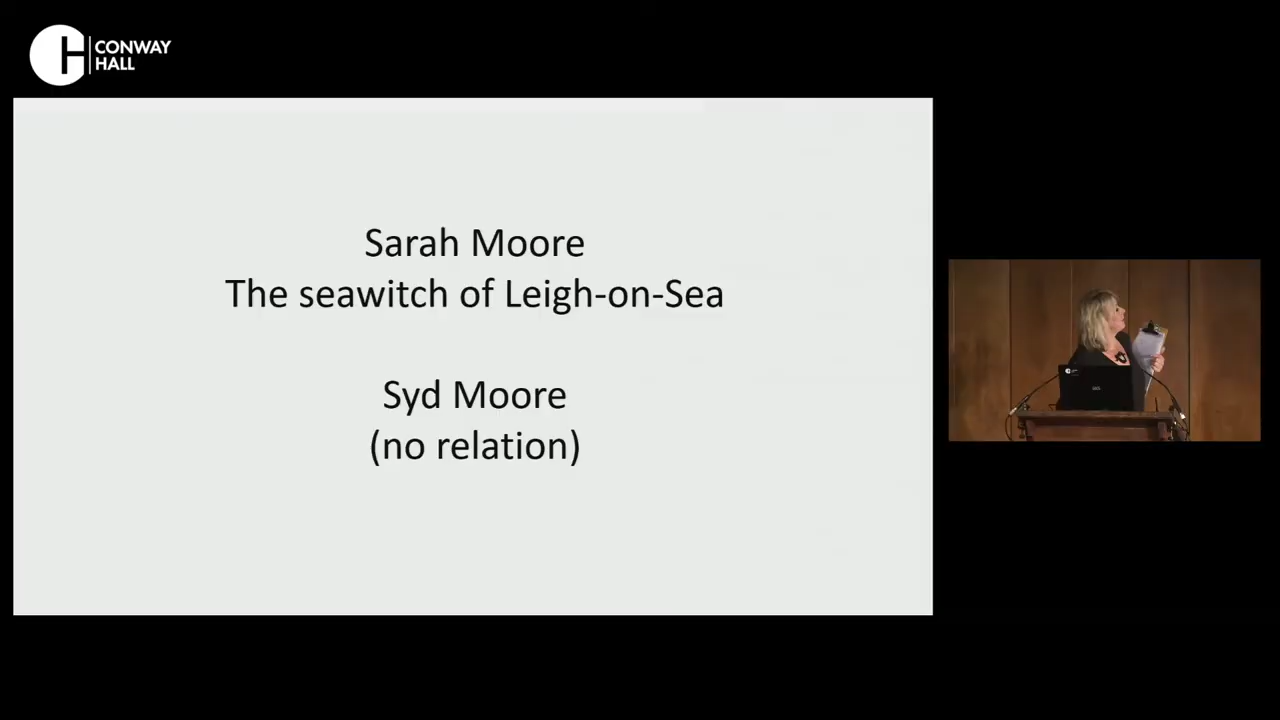 CONWAY
HALL
Sarah Moore
The seawitch of Leigh-on-Sea
Syd Moore
(no relation)